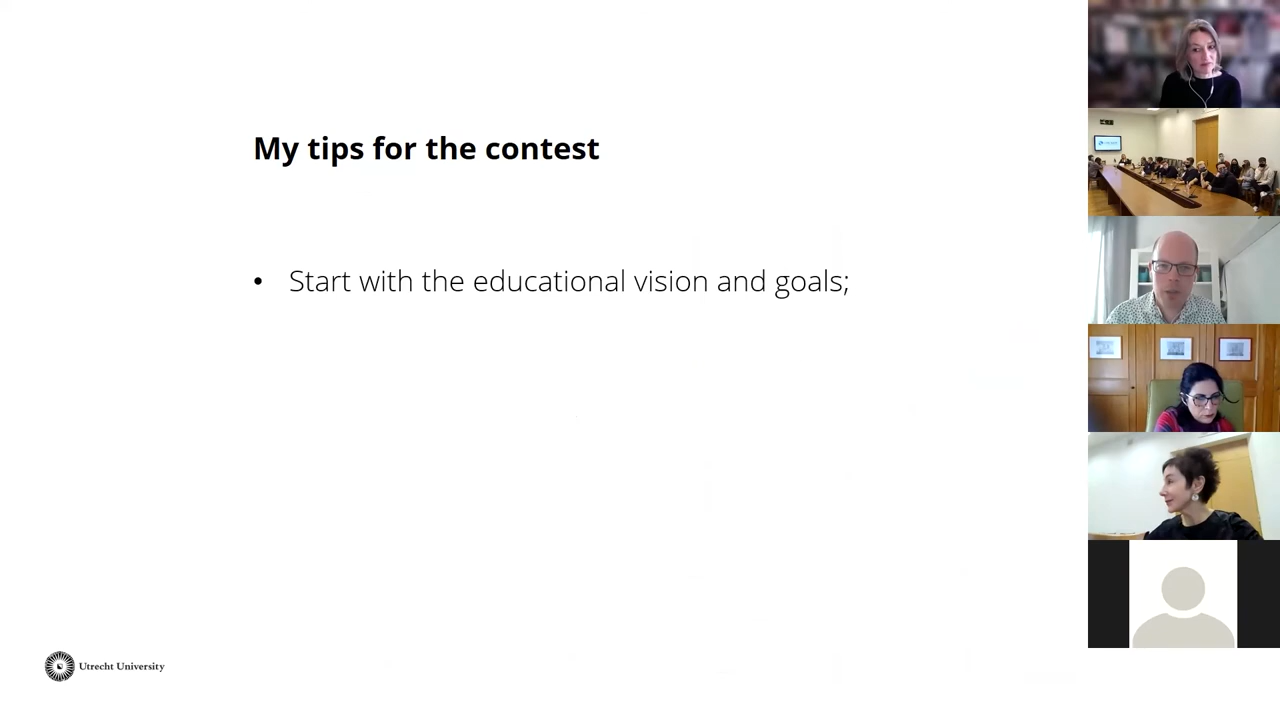 My tips for the contest
• Start with the educational vision and goals;
Utrecht University